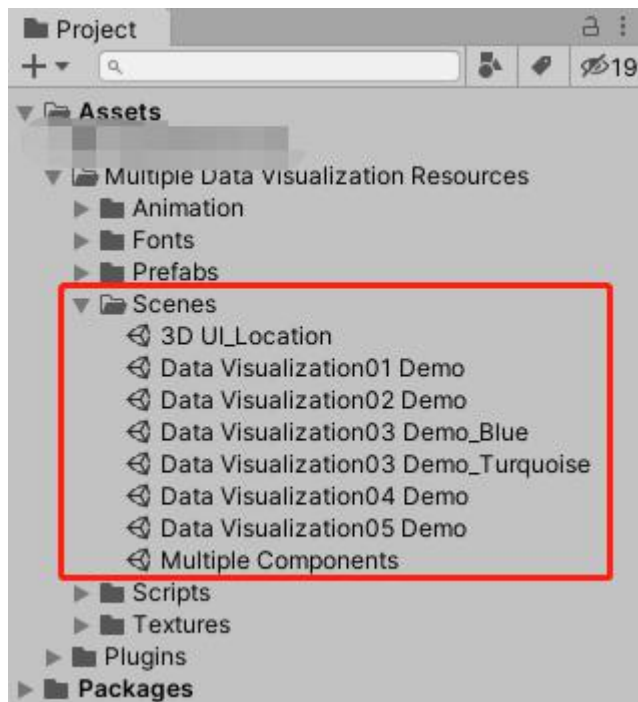 Project
19
Assets
Multiple Data Visualization Resources
Animation
Fonts
Prefabs
Scenes
3D UI_Location
Data Visualization01 Demo
Data Visualization02 Demo
Data Visualization03 Demo_Blue
Data Visualization03 Demo_Turquoise
Data Visualization04 Demo
Data Visualization05 Demo
Multiple Components
Scripts
Textures
Plugins
Packages